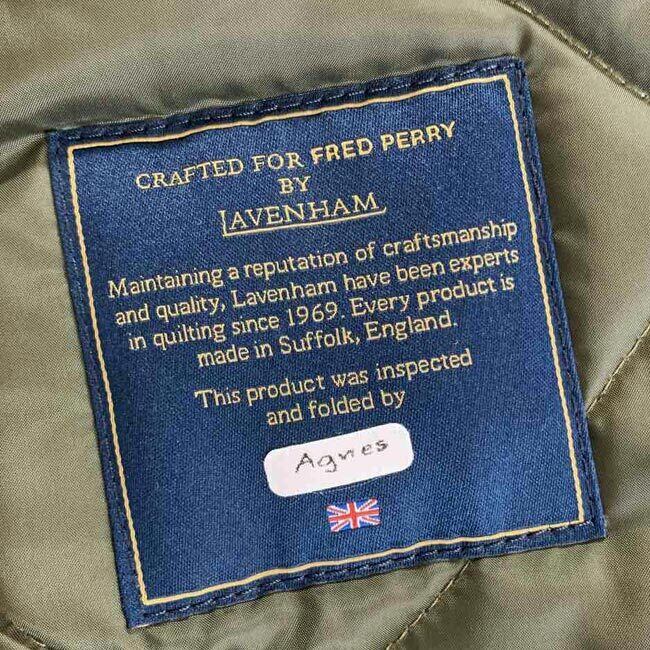 CRAFTED FOR FRED PERRY
BY
LAVENHAM
Maintaining a reputation of craftsmanship
and quality, Lavenham have been experts
in quilting since 1969. Every product is
made in Suffolk, England.
This product was inspected
and folded by
Agnes